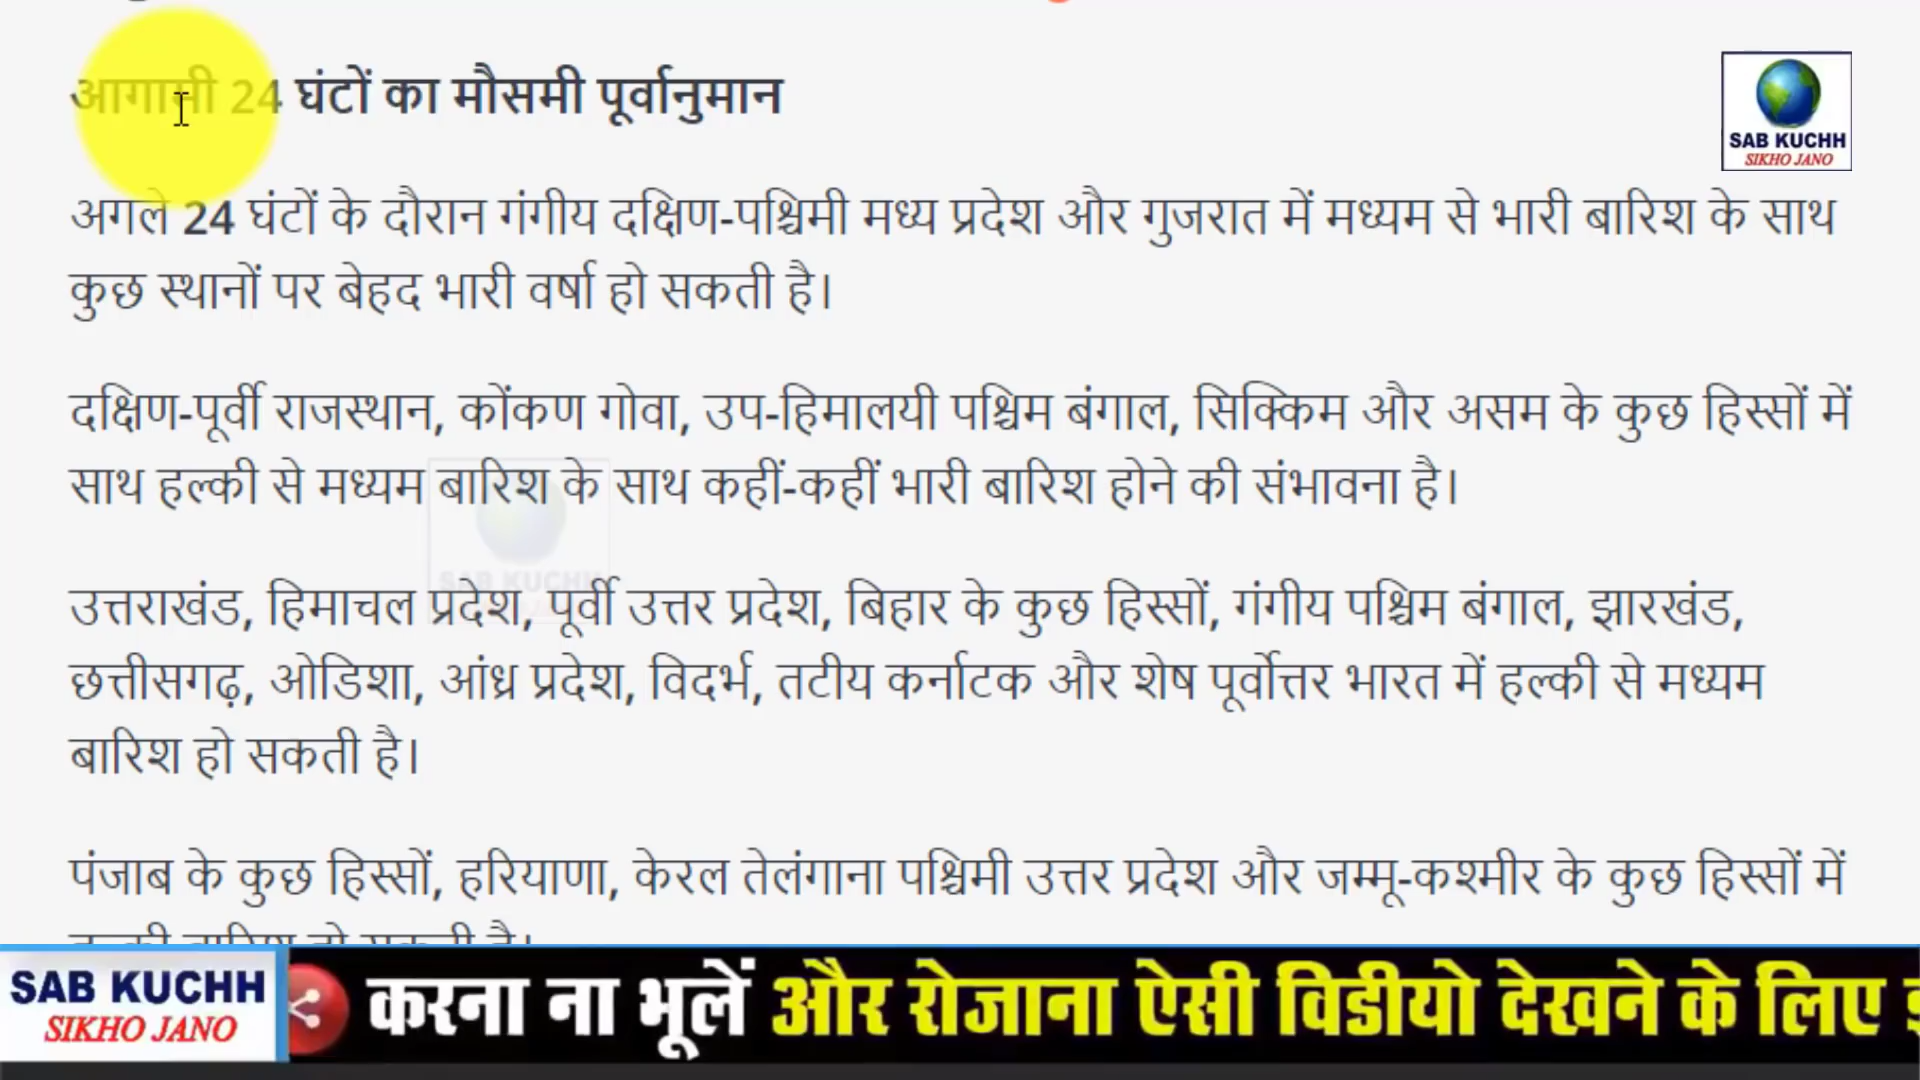 आगामी 24 घंटों का मौसमी पूर्वानुमान
SAB KUCHH
SIKHO JANO
अगले 24 घंटों के दौरान गंगीय दक्षिण-पश्चिमी मध्य प्रदेश और गुजरात में मध्यम से भारी बारिश के साथ
कुछ स्थानों पर बेहद भारी वर्षा हो सकती है।
दक्षिण-पूर्वी राजस्थान, कोंकण गोवा, उप-हिमालयी पश्चिम बंगाल, सिक्किम और असम के कुछ हिस्सों में
साथ हल्की से मध्यम बारिश के साथ कहीं-कहीं भारी बारिश होने की संभावना है।
SAB KUCHH
उत्तराखंड, हिमाचल प्रदेश, पूर्वी उत्तर प्रदेश, बिहार के कुछ हिस्सों, गंगीय पश्चिम बंगाल, झारखंड,
छत्तीसगढ़, ओडिशा, आंध्र प्रदेश, विदर्भ, तटीय कर्नाटक और शेष पूर्वोत्तर भारत में हल्की से मध्यम
बारिश हो सकती है।
पंजाब के कुछ हिस्सों, हरियाणा, केरल तेलंगाना पश्चिमी उत्तर प्रदेश और जम्मू-कश्मीर के कुछ हिस्सों में
SAB KUCHH
SIKHO JANO
करना ना भूलें और रोजाना ऐसी विडीयो देखने के लिए